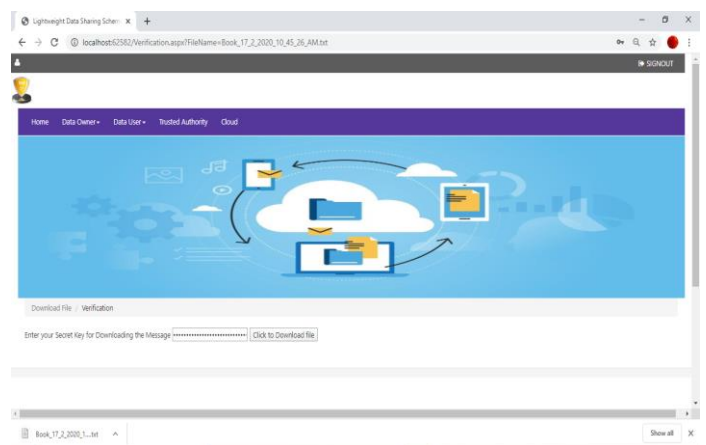 Lightweight Data Sharing Schem
localhost:62582/Verification.aspx?FileName=Book_17_2_2020_10_45_26_AM.txt
SIGNOUT
Home Data Owner Data User Trusted Authority Cloud
Download File / Verification
Enter your Secret Key for Downloading the Message Click to Download file
Book_17_2_2020_1....txt Show all